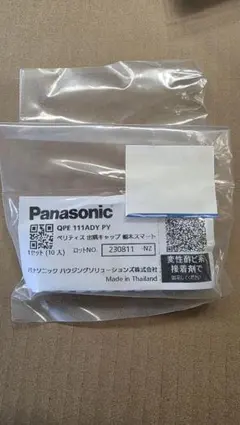 Panasonic
QPE 111ADY PY
ベリティス 出隅キャップ 幅木スマート
1セット(10入) ロットNO. 230811 -NZ
パナソニック ハウジングソリューションズ株式会社
Made in Thailand
変性酢ビ系
接着剤で